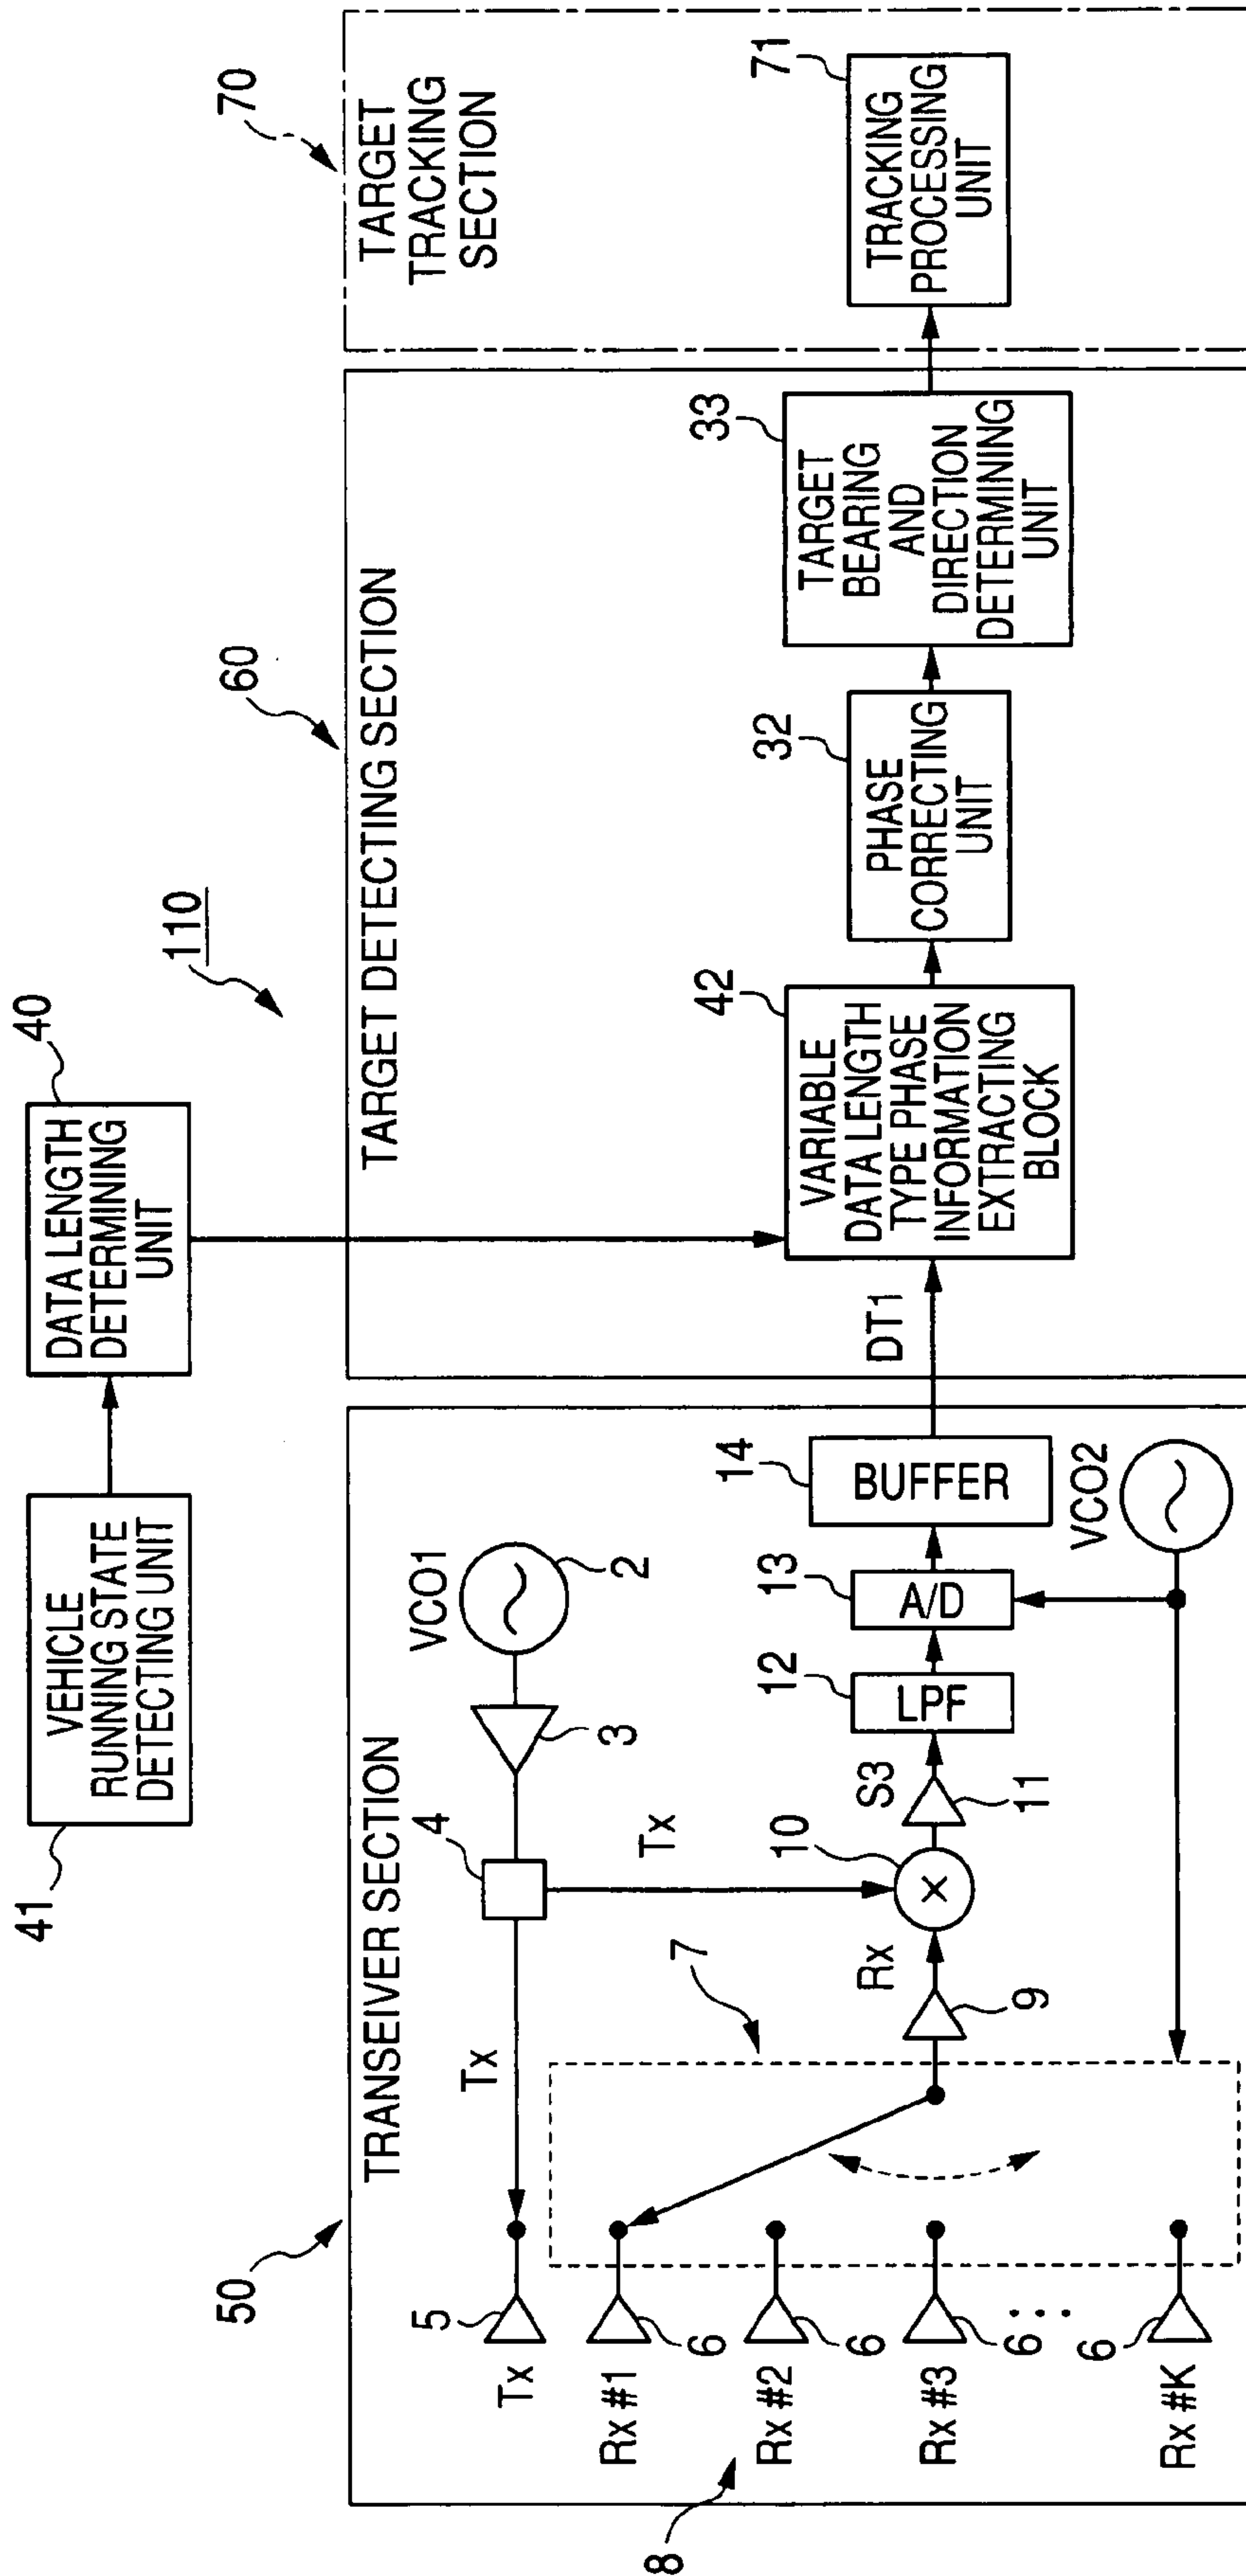 41
VEHICLE
RUNNING STATE
DETECTING UNIT
40
DATA LENGTH
DETERMINING
UNIT
110
50
TRANSEIVER SECTION
VCO1
2
3
4
Tx
Tx
5
Tx
6
Rx #1
6
Rx #2
6
Rx #3
. . .
6
Rx #K
8
7
Rx
9
10
S3
11
12
LPF
13
A/D
14
BUFFER
VCO2
60
TARGET DETECTING SECTION
DT1
42
VARIABLE
DATA LENGTH
TYPE PHASE
INFORMATION
EXTRACTING
BLOCK
32
PHASE
CORRECTING
UNIT
33
TARGET
BEARING
AND
DIRECTION
DETERMINING
UNIT
70
TARGET
TRACKING
SECTION
71
TRACKING
PROCESSING
UNIT